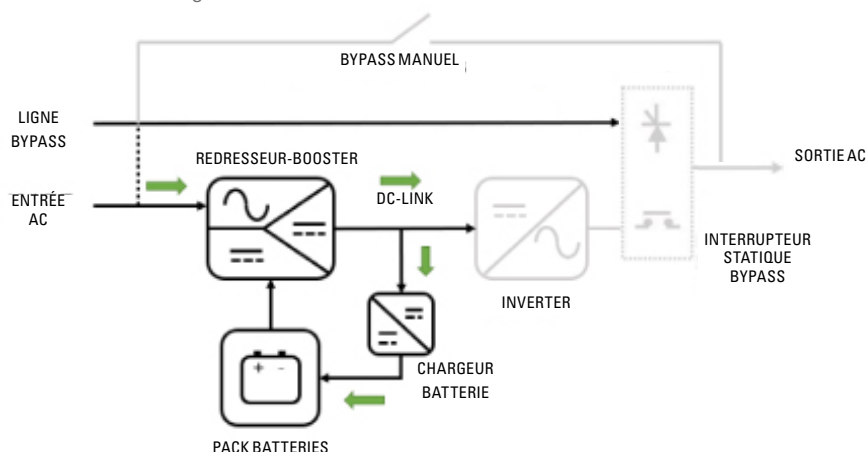 BYPASS MANUEL
LIGNE
BYPASS
REDRESSEUR-BOOSTER
SORTIE AC
ENTRÉE
AC
DC-LINK
INTERRUPTEUR
STATIQUE
BYPASS
INVERTER
CHARGEUR
BATTERIE
PACK BATTERIES